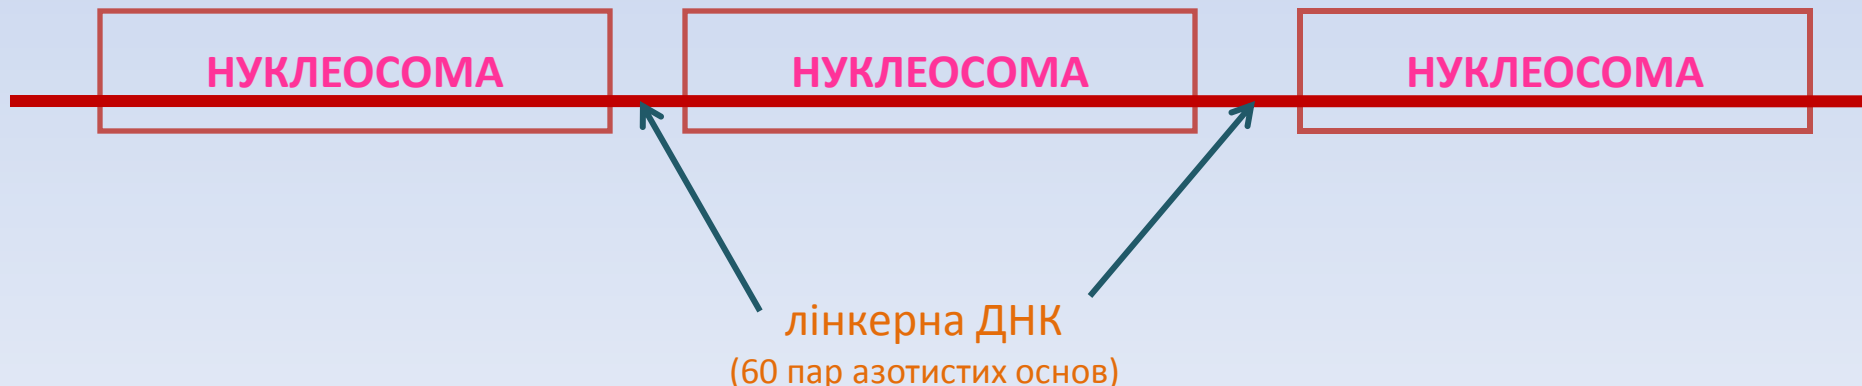 НУКЛЕОСОМА НУКЛЕОСОМА НУКЛЕОСОМА
лінкерна ДНК
(60 пар азотистих основ)